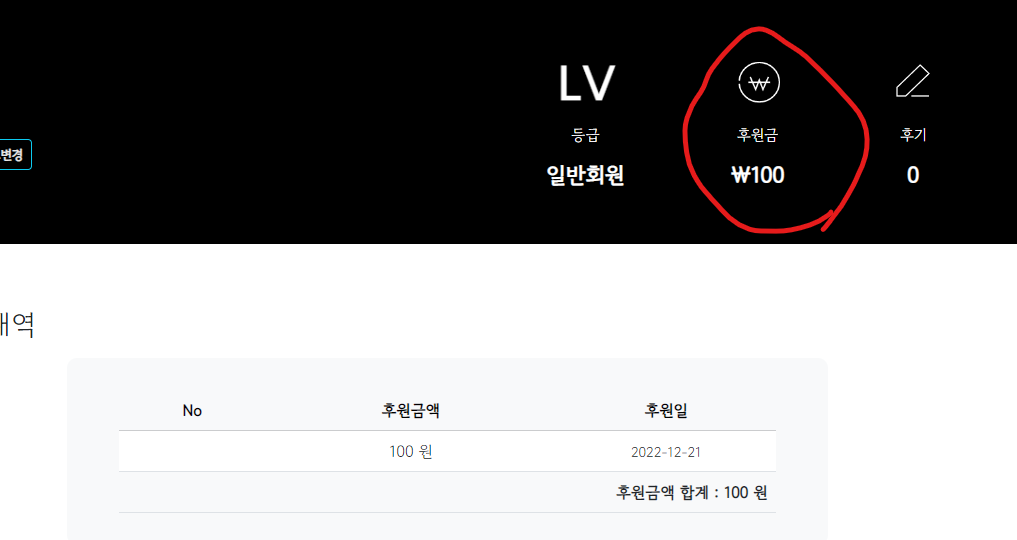 LV
등급
일반회원
후원금
₩100
후기
0
변경
내역
No 후원금액 후원일
100 원 2022-12-21
후원금액 합계 : 100 원